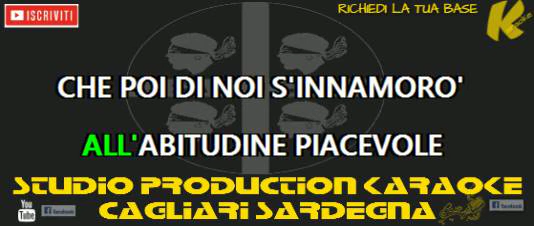 ISCRIVITI
RICHIEDI LA TUA BASE
CHE POI DI NOI S'INNAMORO'
ALL'ABITUDINE PIACEVOLE
STUDIO PRODUCTION KARAOKE
CAGLIARI SARDEGNA
You
Tube
facebook
facebook